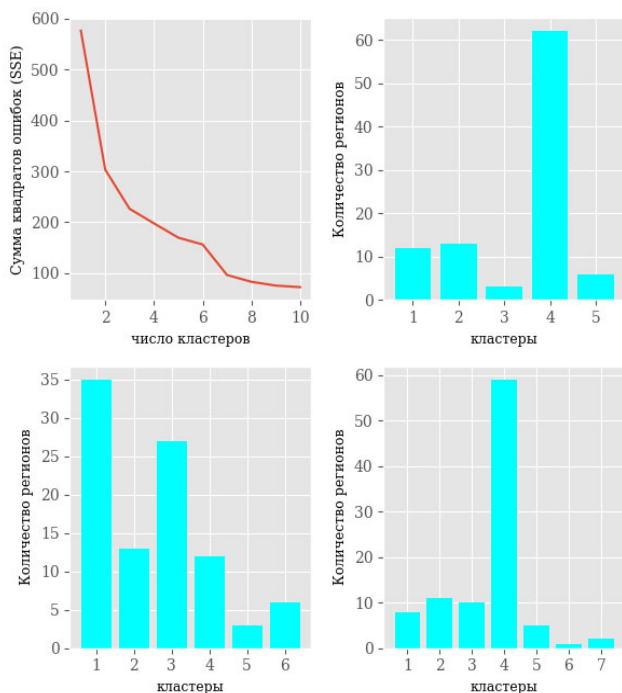 Сумма квадратов ошибок (SSE)
600
500
400
300
200
100
2 4 6 8 10
число кластеров
Количество регионов
60
50
40
30
20
10
0
1 2 3 4 5
кластеры
Количество регионов
35
30
25
20
15
10
5
0
1 2 3 4 5 6
кластеры
Количество регионов
60
50
40
30
20
10
0
1 2 3 4 5 6 7
кластеры